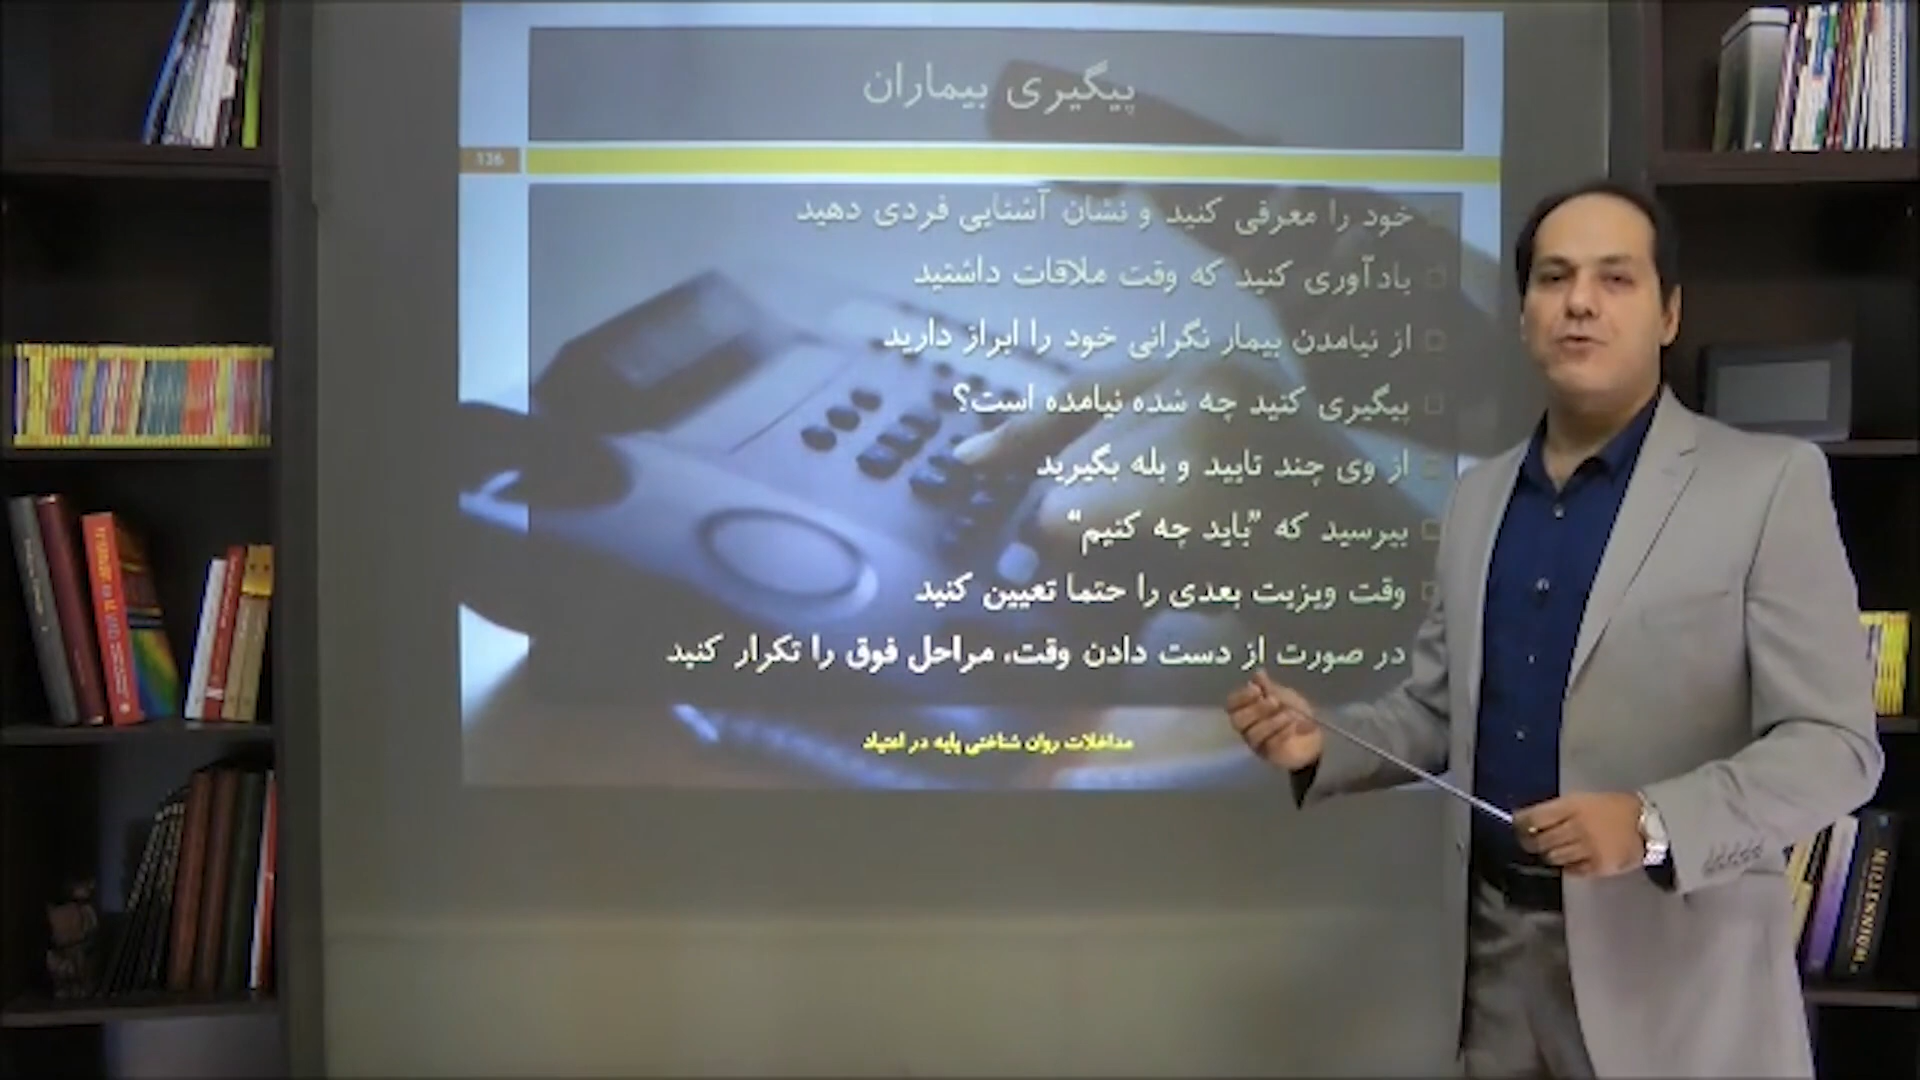 پیگیری بیماران
136
خود را معرفی کنید و نشان آشنایی فردی دهید
یادآوری کنید که وقت ملاقات داشتید
از نیامدن بیمار نگرانی خود را ابراز دارید
پیگیری کنید چه شده نیامده است؟
از وی چند تایید و بله بگیرید
بپرسید که "باید چه کنیم"
وقت ویزیت بعدی را حتما تعیین کنید
در صورت از دست دادن وقت، مراحل فوق را تکرار کنید
مداخلات روان شناختی پایه در اعتیاد
MILLENNIUM